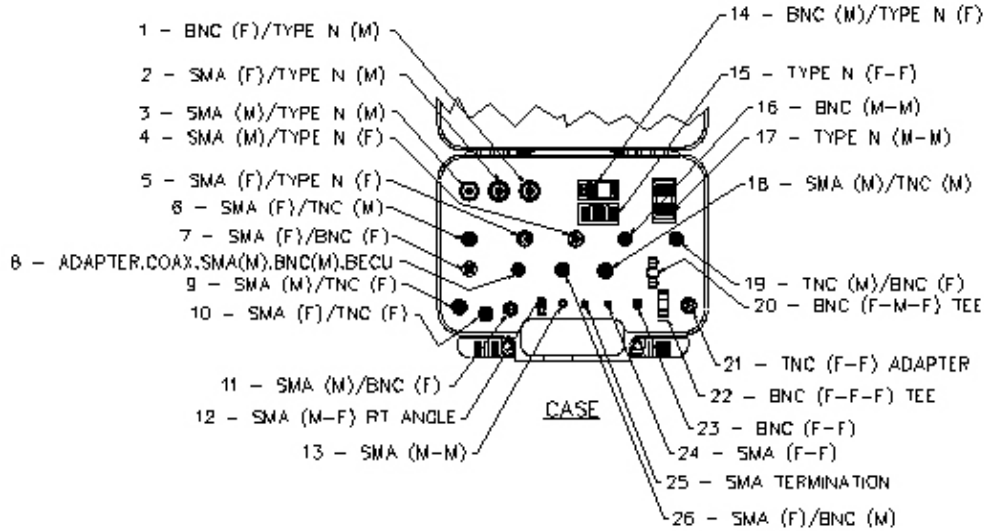 1 - BNC (F)/TYPE N (M)
2 - SMA (F)/TYPE N (M)
3 - SMA (M)/TYPE N (M)
4 - SMA (M)/TYPE N (F)
5 - SMA (F)/TYPE N (F)
6 - SMA (F)/TNC (M)
7 - SMA (F)/BNC (F)
8 - ADAPTER,COAX,SMA(M),BNC(M),BECU
9 - SMA (M)/TNC (F)
10 - SMA (F)/TNC (F)
11 - SMA (M)/BNC (F)
12 - SMA (M-F) RT ANGLE
13 - SMA (M-M)
CASE
14 - BNC (M)/TYPE N (F)
15 - TYPE N (F-F)
16 - BNC (M-M)
17 - TYPE N (M-M)
18 - SMA (M)/TNC (M)
19 - TNC (M)/BNC (F)
20 - BNC (F-M-F) TEE
21 - TNC (F-F) ADAPTER
22 - BNC (F-F-F) TEE
23 - BNC (F-F)
24 - SMA (F-F)
25 - SMA TERMINATION
26 - SMA (F)/BNC (M)